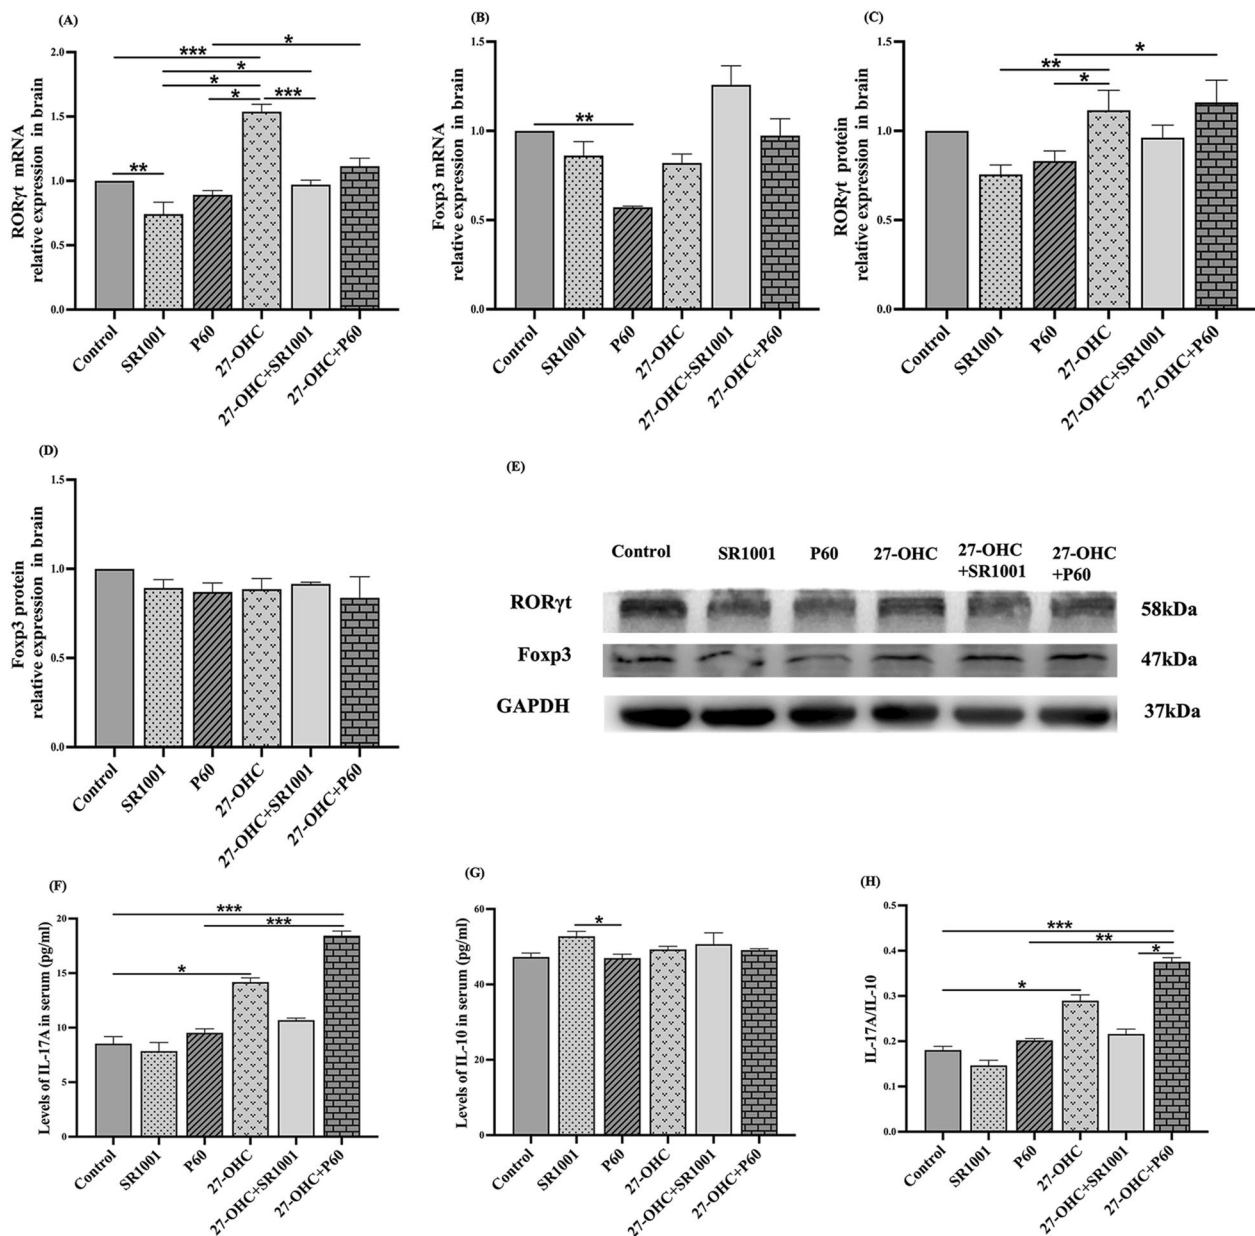 (A)
RORγt mRNA
relative expression in brain
2.0
1.5
1.0
0.5
0.0
*
***
*
*
* ***
**
Control
SR1001
P60
27-OHC
27-OHC+SR1001
27-OHC+P60
(B)
Foxp3 mRNA
relative expression in brain
1.5
1.0
0.5
0.0
**
Control
SR1001
P60
27-OHC
27-OHC+SR1001
27-OHC+P60
(C)
RORγt protein
relative expression in brain
1.5
1.0
0.5
0.0
*
**
*
Control
SR1001
P60
27-OHC
27-OHC+SR1001
27-OHC+P60
(D)
Foxp3 protein
relative expression in brain
1.5
1.0
0.5
0.0
Control
SR1001
P60
27-OHC
27-OHC+SR1001
27-OHC+P60
(E)
Control SR1001 P60 27-OHC 27-OHC 27-OHC
+SR1001 +P60
RORγt 58kDa
Foxp3 47kDa
GAPDH 37kDa
(F)
Levels of IL-17A in serum (pg/ml)
20
15
10
5
0
***
***
*
Control
SR1001
P60
27-OHC
27-OHC+SR1001
27-OHC+P60
(G)
Levels of IL-10 in serum (pg/ml)
60
40
20
0
*
Control
SR1001
P60
27-OHC
27-OHC+SR1001
27-OHC+P60
(H)
IL-17A/IL-10
0.5
0.4
0.3
0.2
0.1
0.0
***
**
*
*
Control
SR1001
P60
27-OHC
27-OHC+SR1001
27-OHC+P60